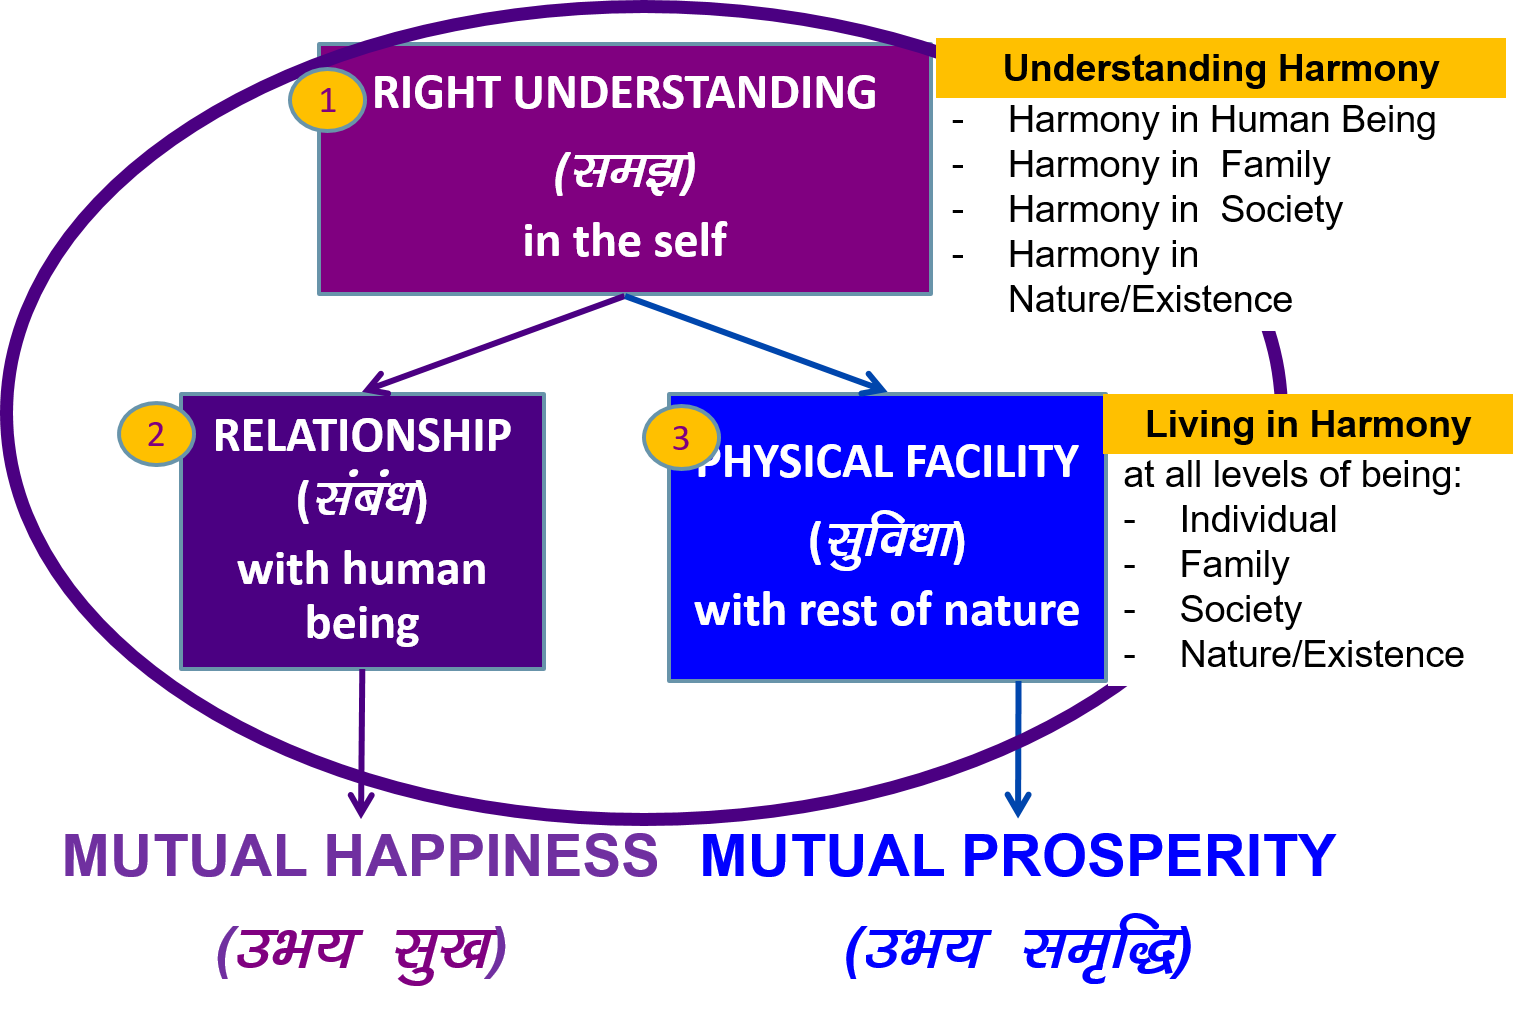 1
RIGHT UNDERSTANDING
(समझ)
in the self
Understanding Harmony
- Harmony in Human Being
- Harmony in Family
- Harmony in Society
- Harmony in
Nature/Existence
2
RELATIONSHIP
(संबंध)
with human
being
3
PHYSICAL FACILITY
(सुविधा)
with rest of nature
Living in Harmony
at all levels of being:
- Individual
- Family
- Society
- Nature/Existence
MUTUAL HAPPINESS
(उभय सुख)
MUTUAL PROSPERITY
(उभय समृद्धि)